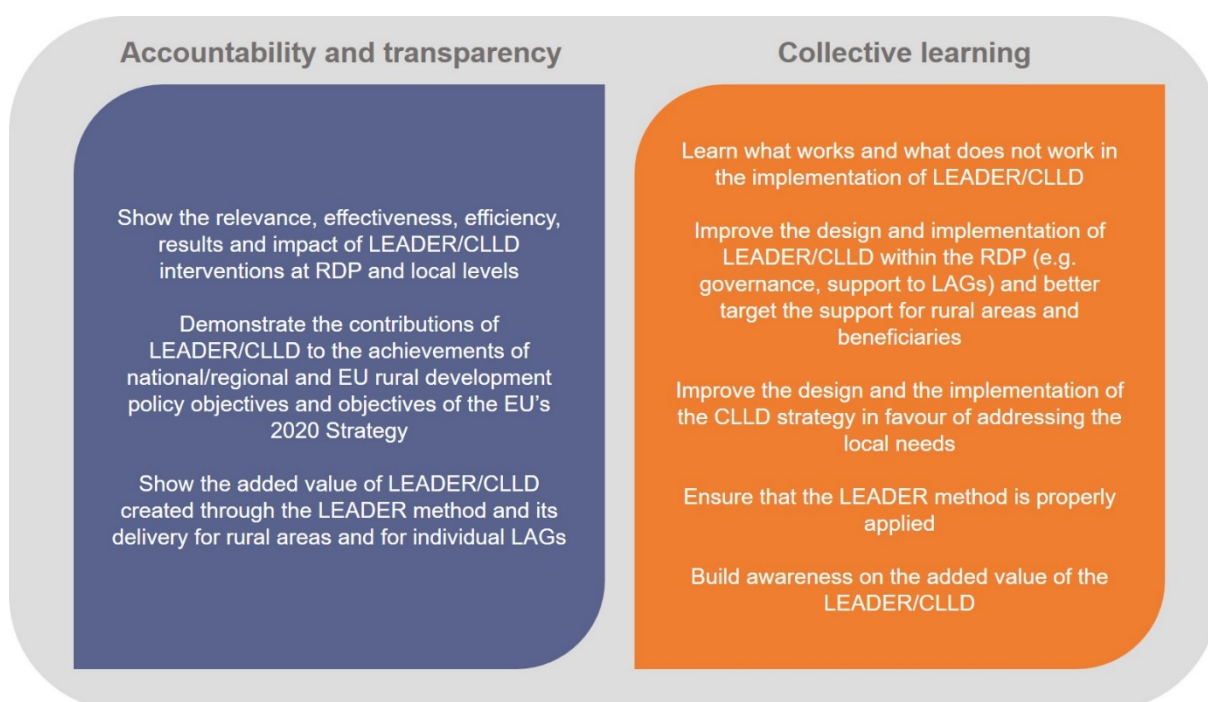 Accountability and transparency
Show the relevance, effectiveness, efficiency,
results and impact of LEADER/CLLD
interventions at RDP and local levels
Demonstrate the contributions of
LEADER/CLLD to the achievements of
national/regional and EU rural development
policy objectives and objectives of the EU’s
2020 Strategy
Show the added value of LEADER/CLLD
created through the LEADER method and its
delivery for rural areas and for individual LAGs
Collective learning
Learn what works and what does not work in
the implementation of LEADER/CLLD
Improve the design and implementation of
LEADER/CLLD within the RDP (e.g.
governance, support to LAGs) and better
target the support for rural areas and
beneficiaries
Improve the design and the implementation of
the CLLD strategy in favour of addressing the
local needs
Ensure that the LEADER method is properly
applied
Build awareness on the added value of the
LEADER/CLLD